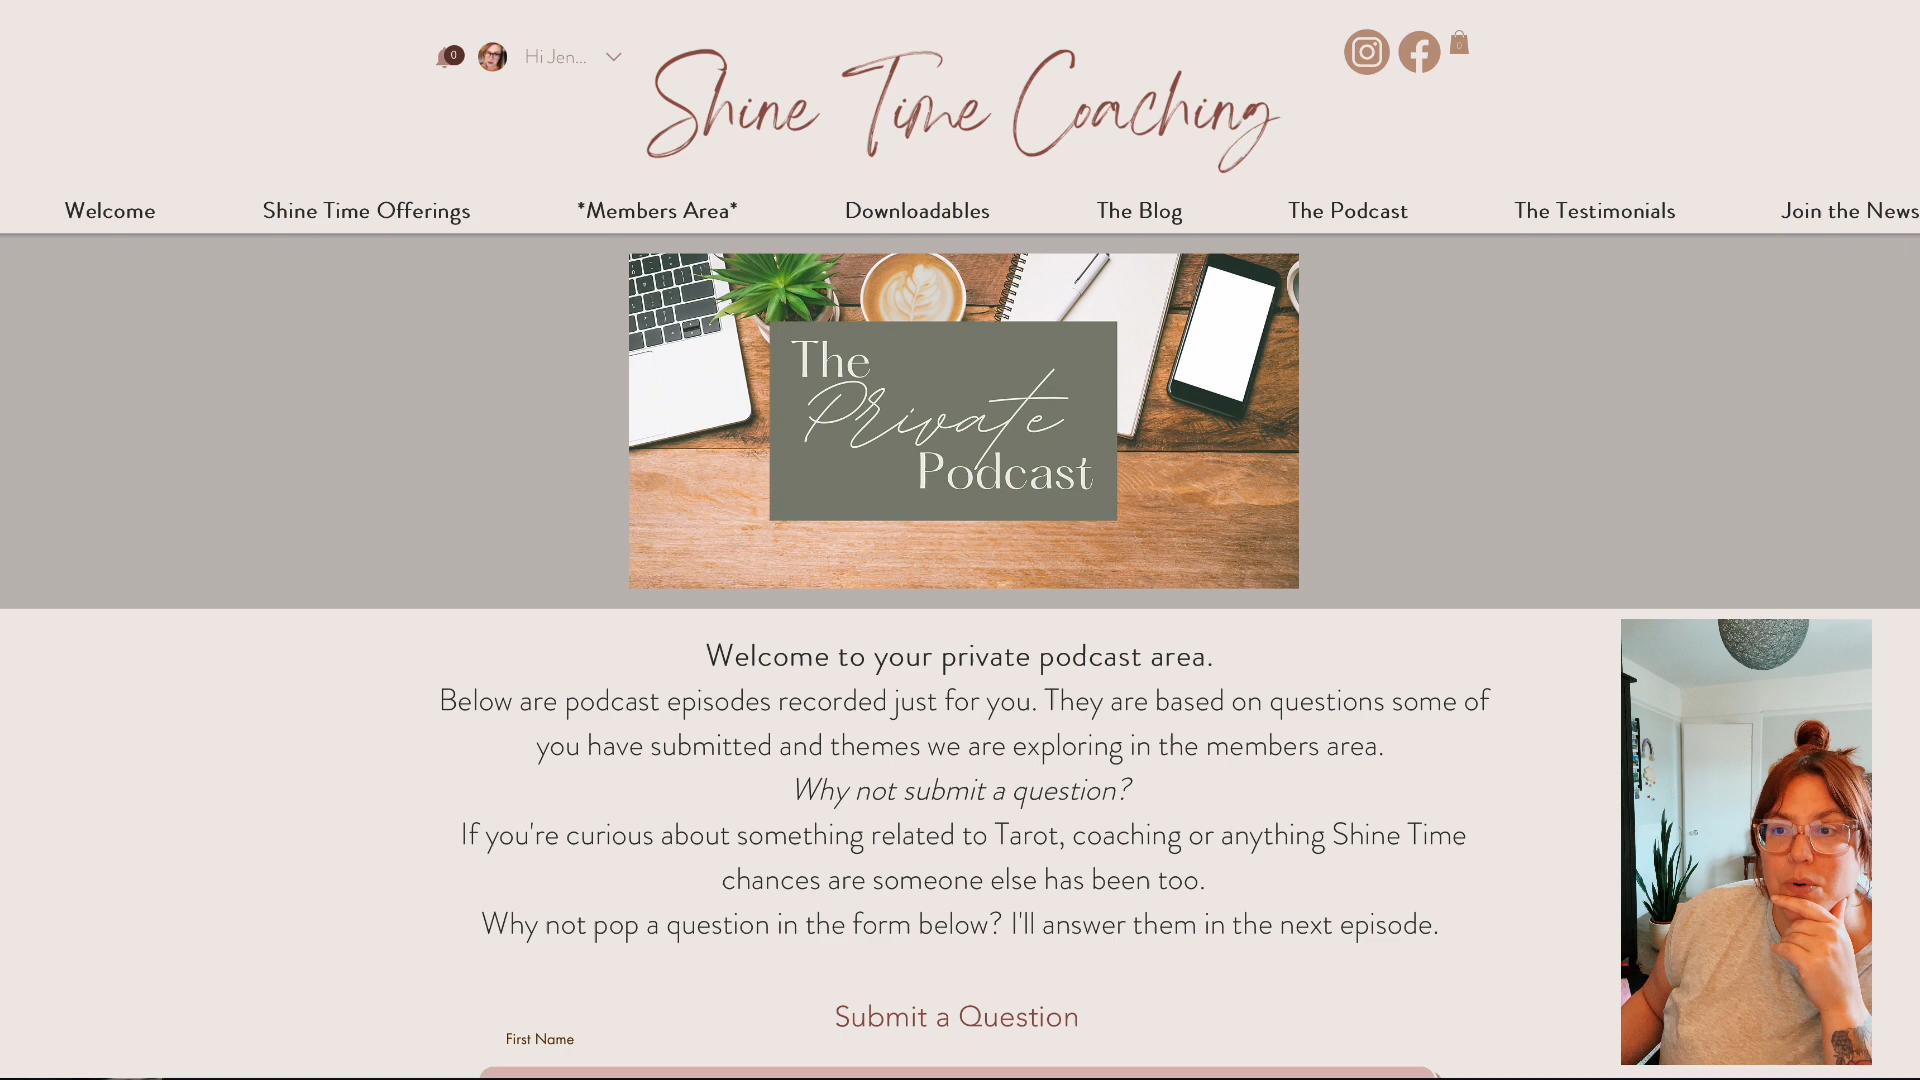 0
Hi Jen...
0
Shine Time Coaching
Welcome
Shine Time Offerings
*Members Area*
Downloadables
The Blog
The Podcast
The Testimonials
Join the News
The
Private
Podcast
Welcome to your private podcast area.
Below are podcast episodes recorded just for you. They are based on questions some of
you have submitted and themes we are exploring in the members area.
Why not submit a question?
If you're curious about something related to Tarot, coaching or anything Shine Time
chances are someone else has been too.
Why not pop a question in the form below? I'll answer them in the next episode.
Submit a Question
First Name